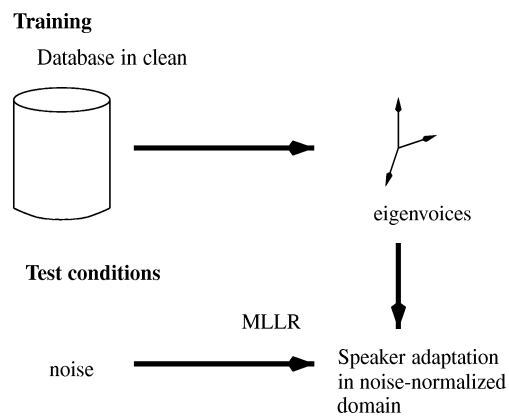 Training
Database in clean
eigenvoices
Test conditions
MLLR
noise
Speaker adaptation
in noise-normalized
domain